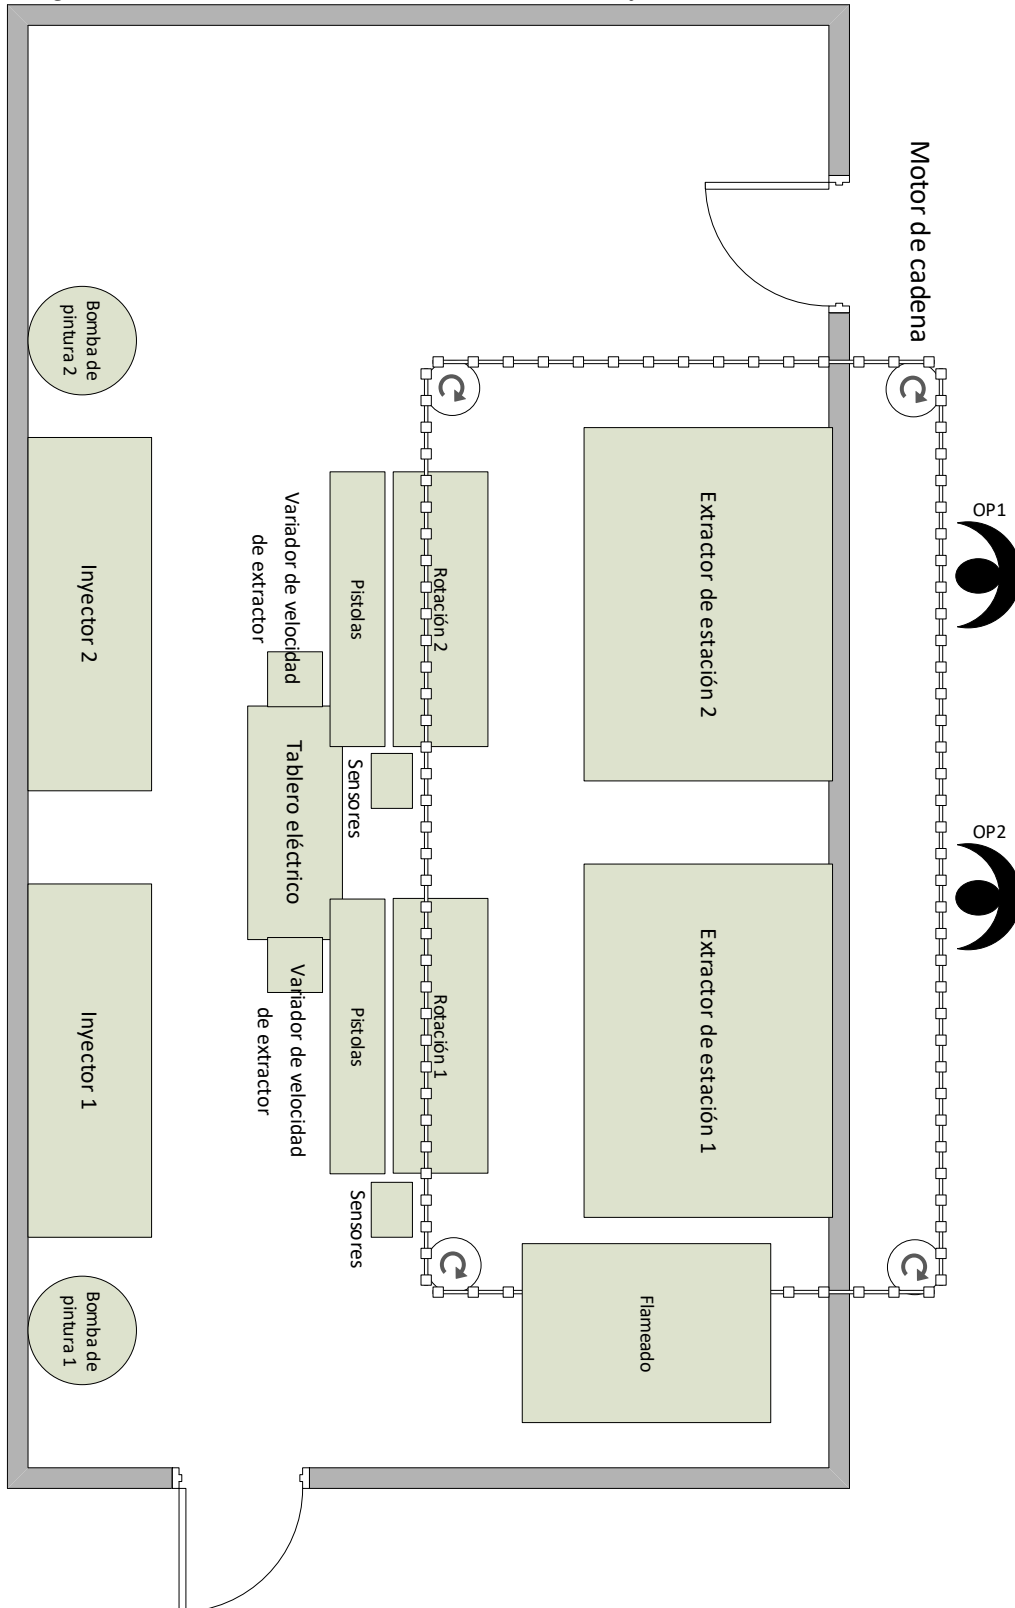 Motor de cadena
Bomba de
pintura 2
OP1
Extractor de estación 2
Rotación 2
Pistolas
Variador de velocidad
de extractor
Inyector 2
Sensores
Tablero eléctrico
OP2
Extractor de estación 1
Rotación 1
Pistolas
Variador de velocidad
de extractor
Inyector 1
Sensores
Flameado
Bomba de
pintura 1